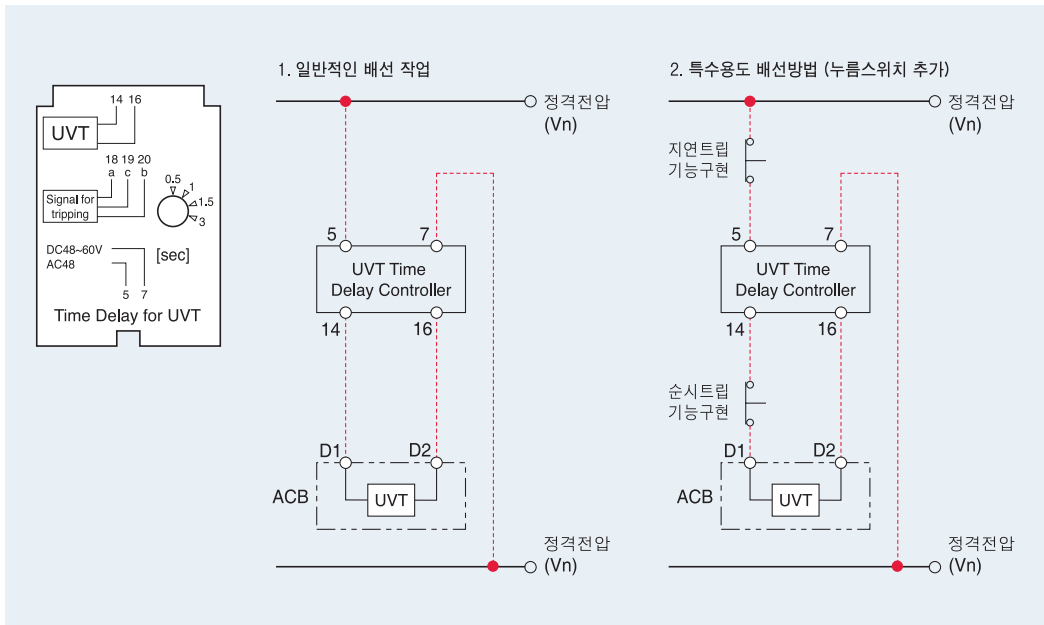 14 16
UVT
18 19 20
a c b
Signal for
tripping
0.5
1
1.5
3
[sec]
DC48~60V
AC48
5 7
Time Delay for UVT
1. 일반적인 배선 작업
정격전압
(Vn)
5 7
UVT Time
Delay Controller
14 16
D1 D2
ACB
UVT
정격전압
(Vn)
2. 특수용도 배선방법 (누름스위치 추가)
정격전압
(Vn)
지연트립
기능구현
5 7
UVT Time
Delay Controller
14 16
순시트립
기능구현
D1 D2
ACB
UVT
정격전압
(Vn)